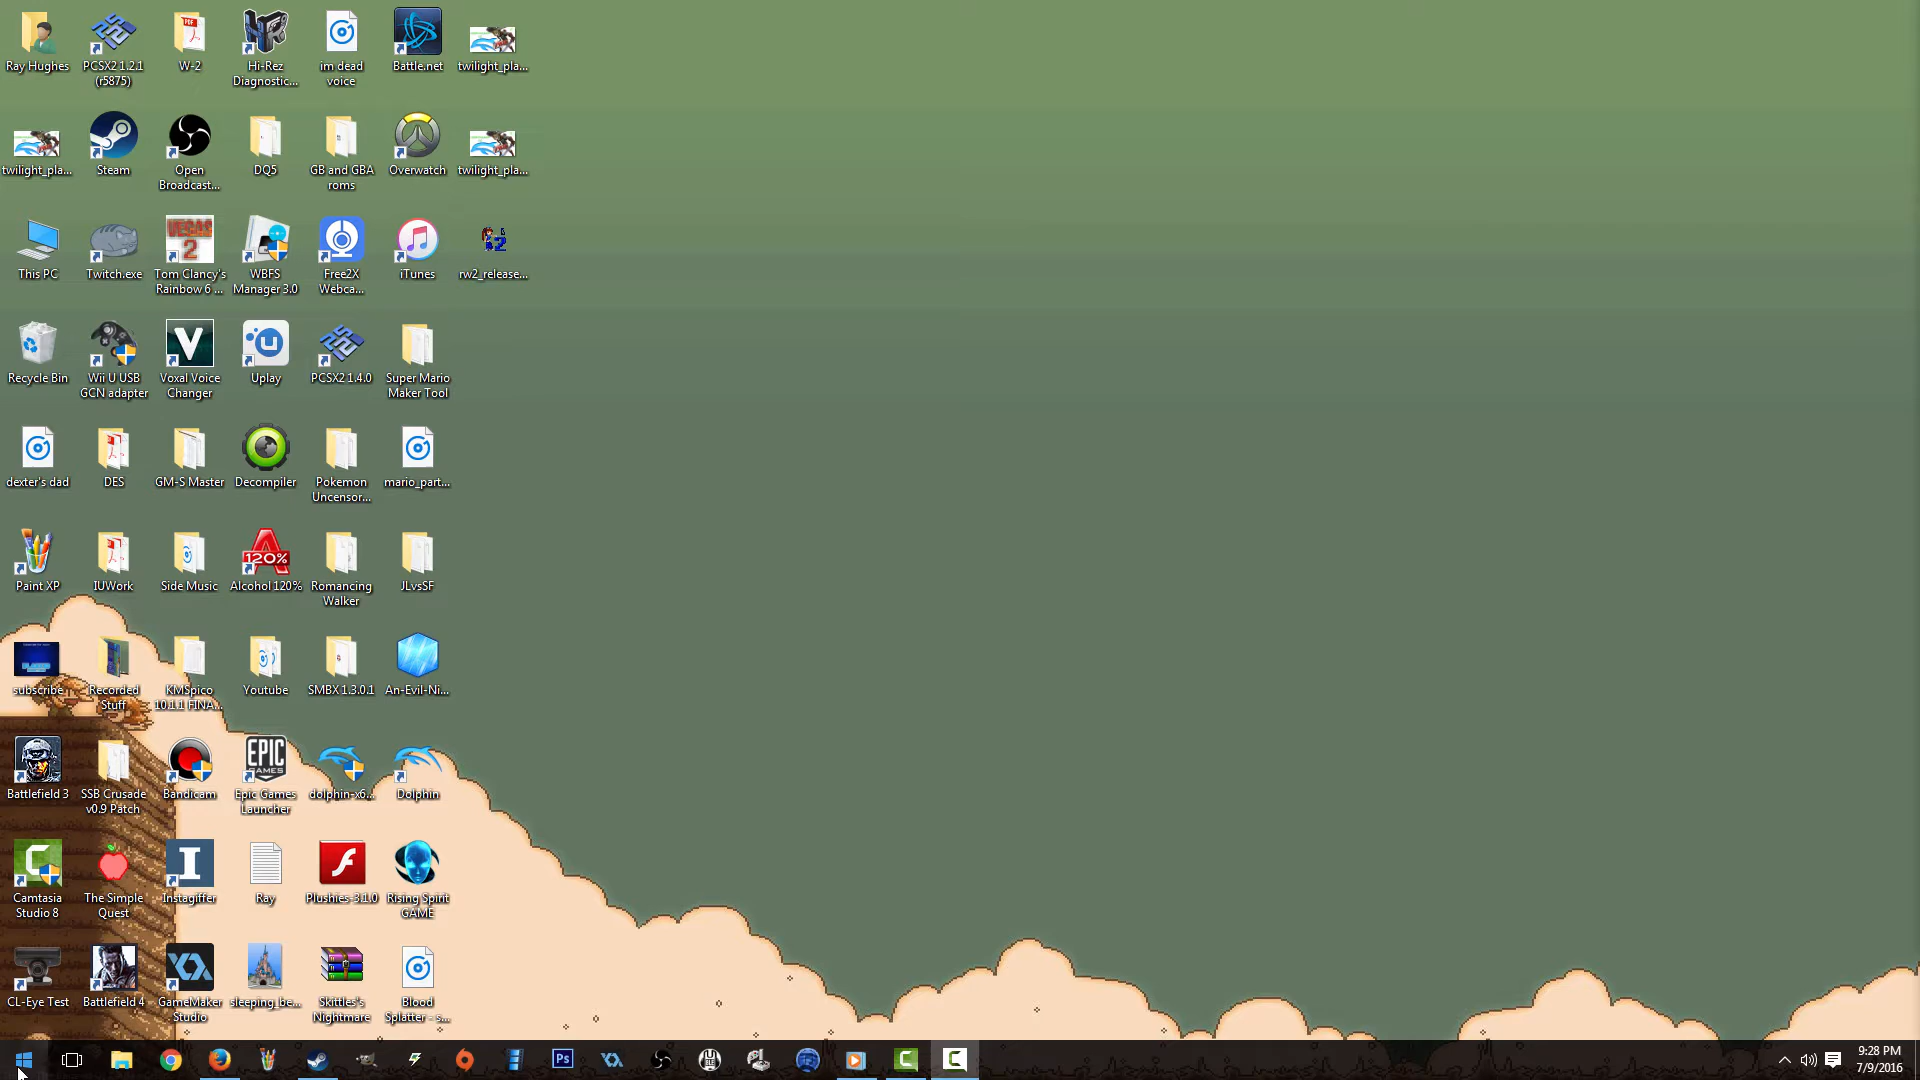 Ray Hughes
PCSX2 1.2.1
(r5875)
W-2
Hi-Rez
Diagnostic...
im dead
voice
Battle.net
twilight_pla...
twilight_pla...
Steam
Open
Broadcast...
DQ5
GB and GBA
roms
Overwatch
twilight_pla...
This PC
Twitch.exe
VEGAS
2
Tom Clancy's
Rainbow 6 ...
WBFS
Manager 3.0
Free2X
Webca...
iTunes
2
rw2_release...
Recycle Bin
Wii U USB
GCN adapter
V
Voxal Voice
Changer
Uplay
PCSX2 1.4.0
Super Mario
Maker Tool
dexter's dad
DES
GM-S Master
Decompiler
Pokemon
Uncensor...
mario_part...
Paint XP
IUWork
Side Music
120%
Alcohol 120%
Romancing
Walker
JLvsSF
subscribe
Recorded
Stuff
KMSpico
10.1.1 FINA...
Youtube
SMBX 1.3.0.1
An-Evil-Ni...
Battlefield 3
SSB Crusade
v0.9 Patch
Bandicam
EPIC
GAMES
Epic Games
Launcher
dolphin-x6...
Dolphin
Camtasia
Studio 8
The Simple
Quest
Instagiffer
Ray
Plushies-3.1.0
Rising Spirit
GAME
CL-Eye Test
Battlefield 4
GameMaker
Studio
sleeping_be...
Skittles's
Nightmare
Blood
Splatter - s...
Ps
9:28 PM
7/9/2016